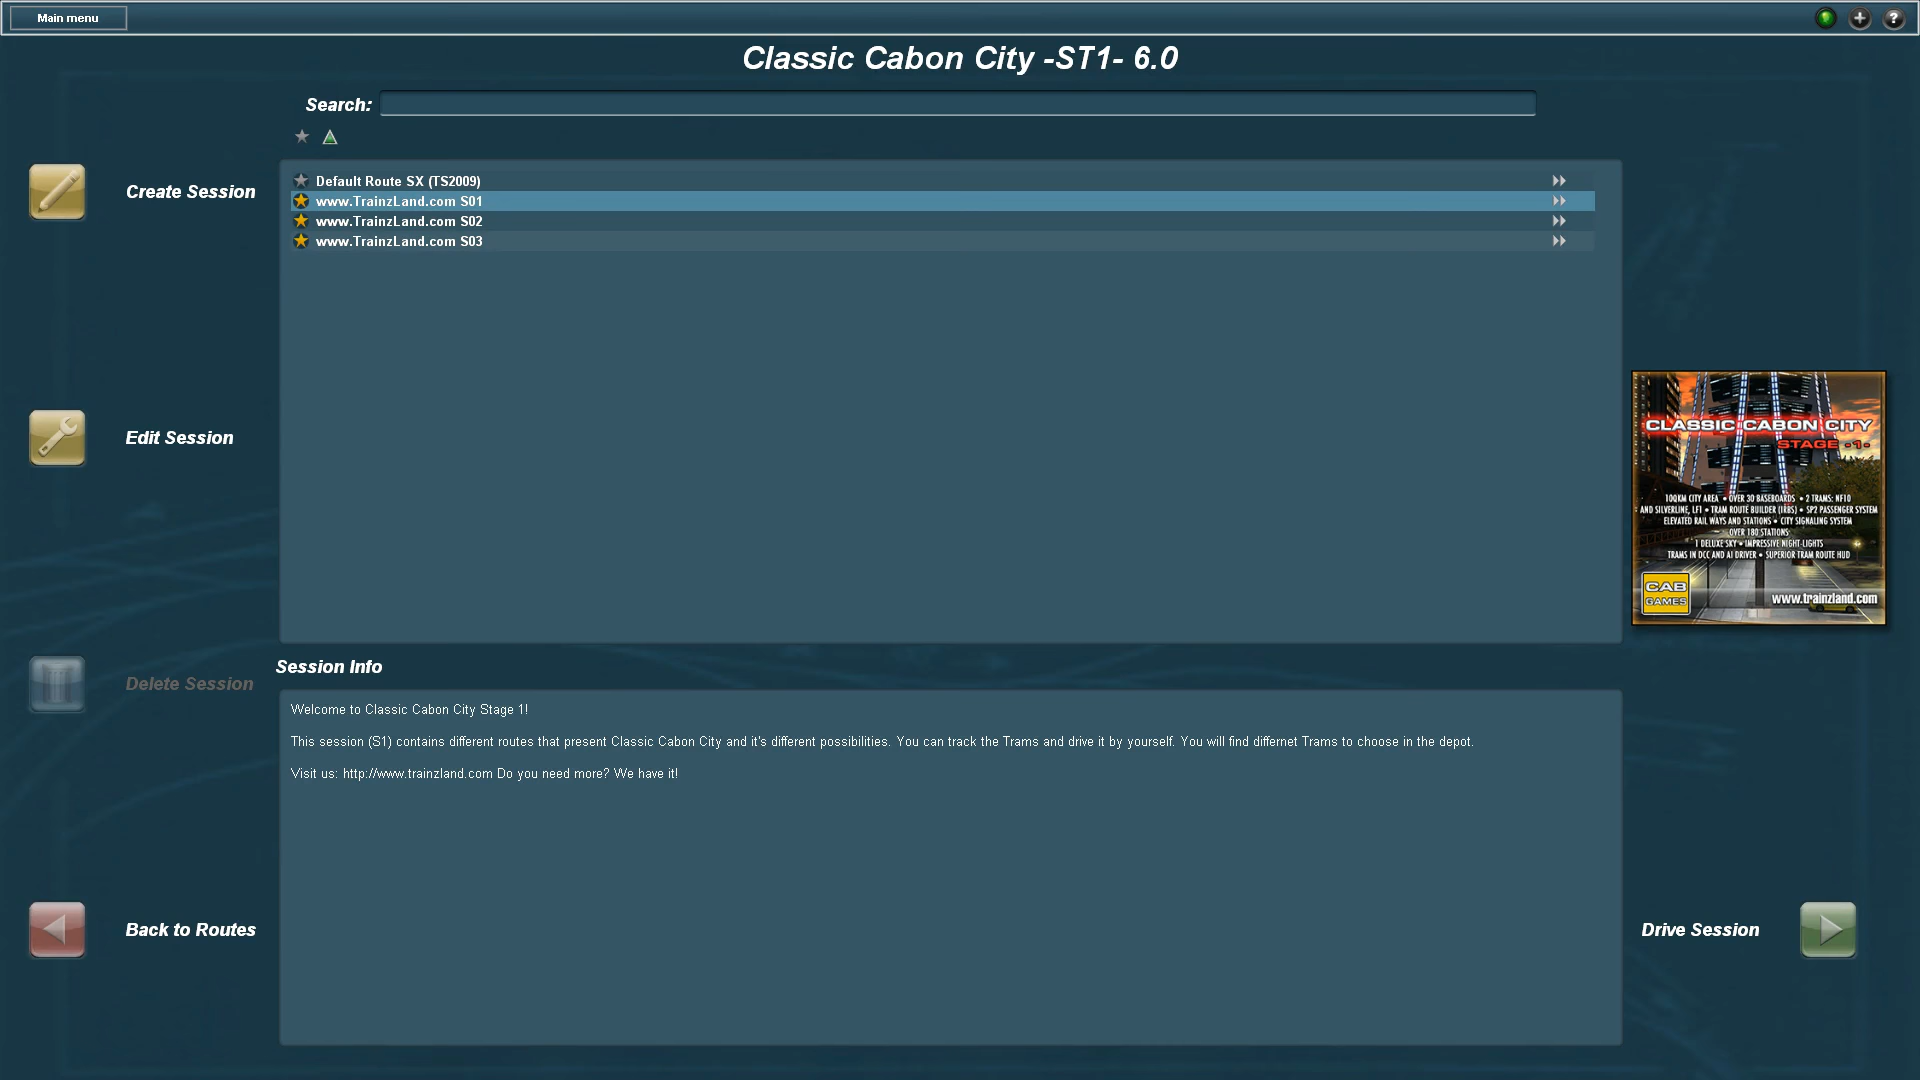 Main menu
Classic Cabon City -ST1- 6.0
Search:
Create Session
Default Route SX (TS2009)
www.TrainzLand.com S01
www.TrainzLand.com S02
www.TrainzLand.com S03
Edit Session
CLASSIC CABON CITY
STAGE -1-
100KM CITY AREA • OVER 30 BASEBOARDS • 2 TRAMS: NF10
AND SILVERLINE, LF1 • TRAM ROUTE BUILDER (TRBS) • SP2 PASSENGER SYSTEM
ELEVATED RAIL WAYS AND STATIONS • CITY SIGNALING SYSTEM
OVER 180 STATIONS
1 DELUXE SKY • IMPRESSIVE NIGHT-LIGHTS
TRAMS IN DCC AND AI DRIVER • SUPERIOR TRAM ROUTE HUD
CAB
GAMES
www.trainzland.com
Delete Session
Session Info
Welcome to Classic Cabon City Stage 1!
This session (S1) contains different routes that present Classic Cabon City and it's different possibilities. You can track the Trams and drive it by yourself. You will find differnet Trams to choose in the depot.
Visit us: http://www.trainzland.com Do you need more? We have it!
Back to Routes
Drive Session